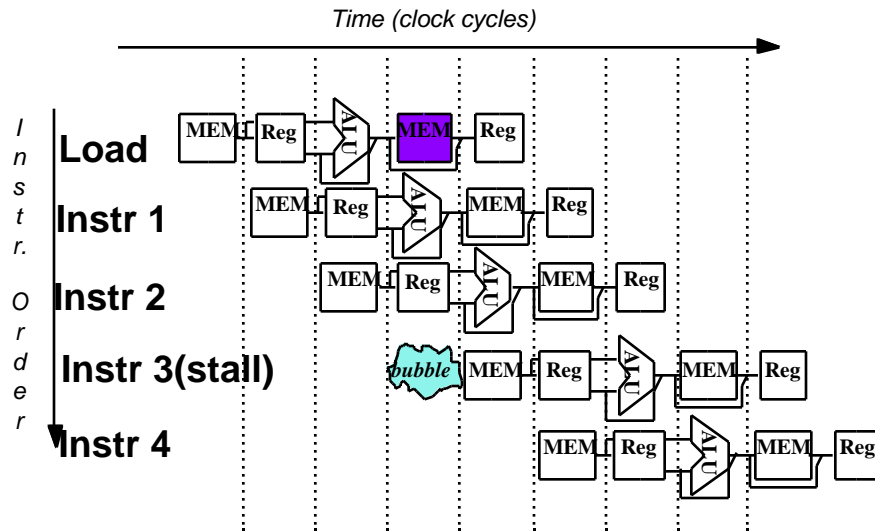 Time (clock cycles)
Instr. Order
Load
MEM Reg ALU MEM Reg
Instr 1
MEM Reg ALU MEM Reg
Instr 2
MEM Reg ALU MEM Reg
Instr 3(stall)
bubble MEM Reg ALU MEM Reg
Instr 4
MEM Reg ALU MEM Reg